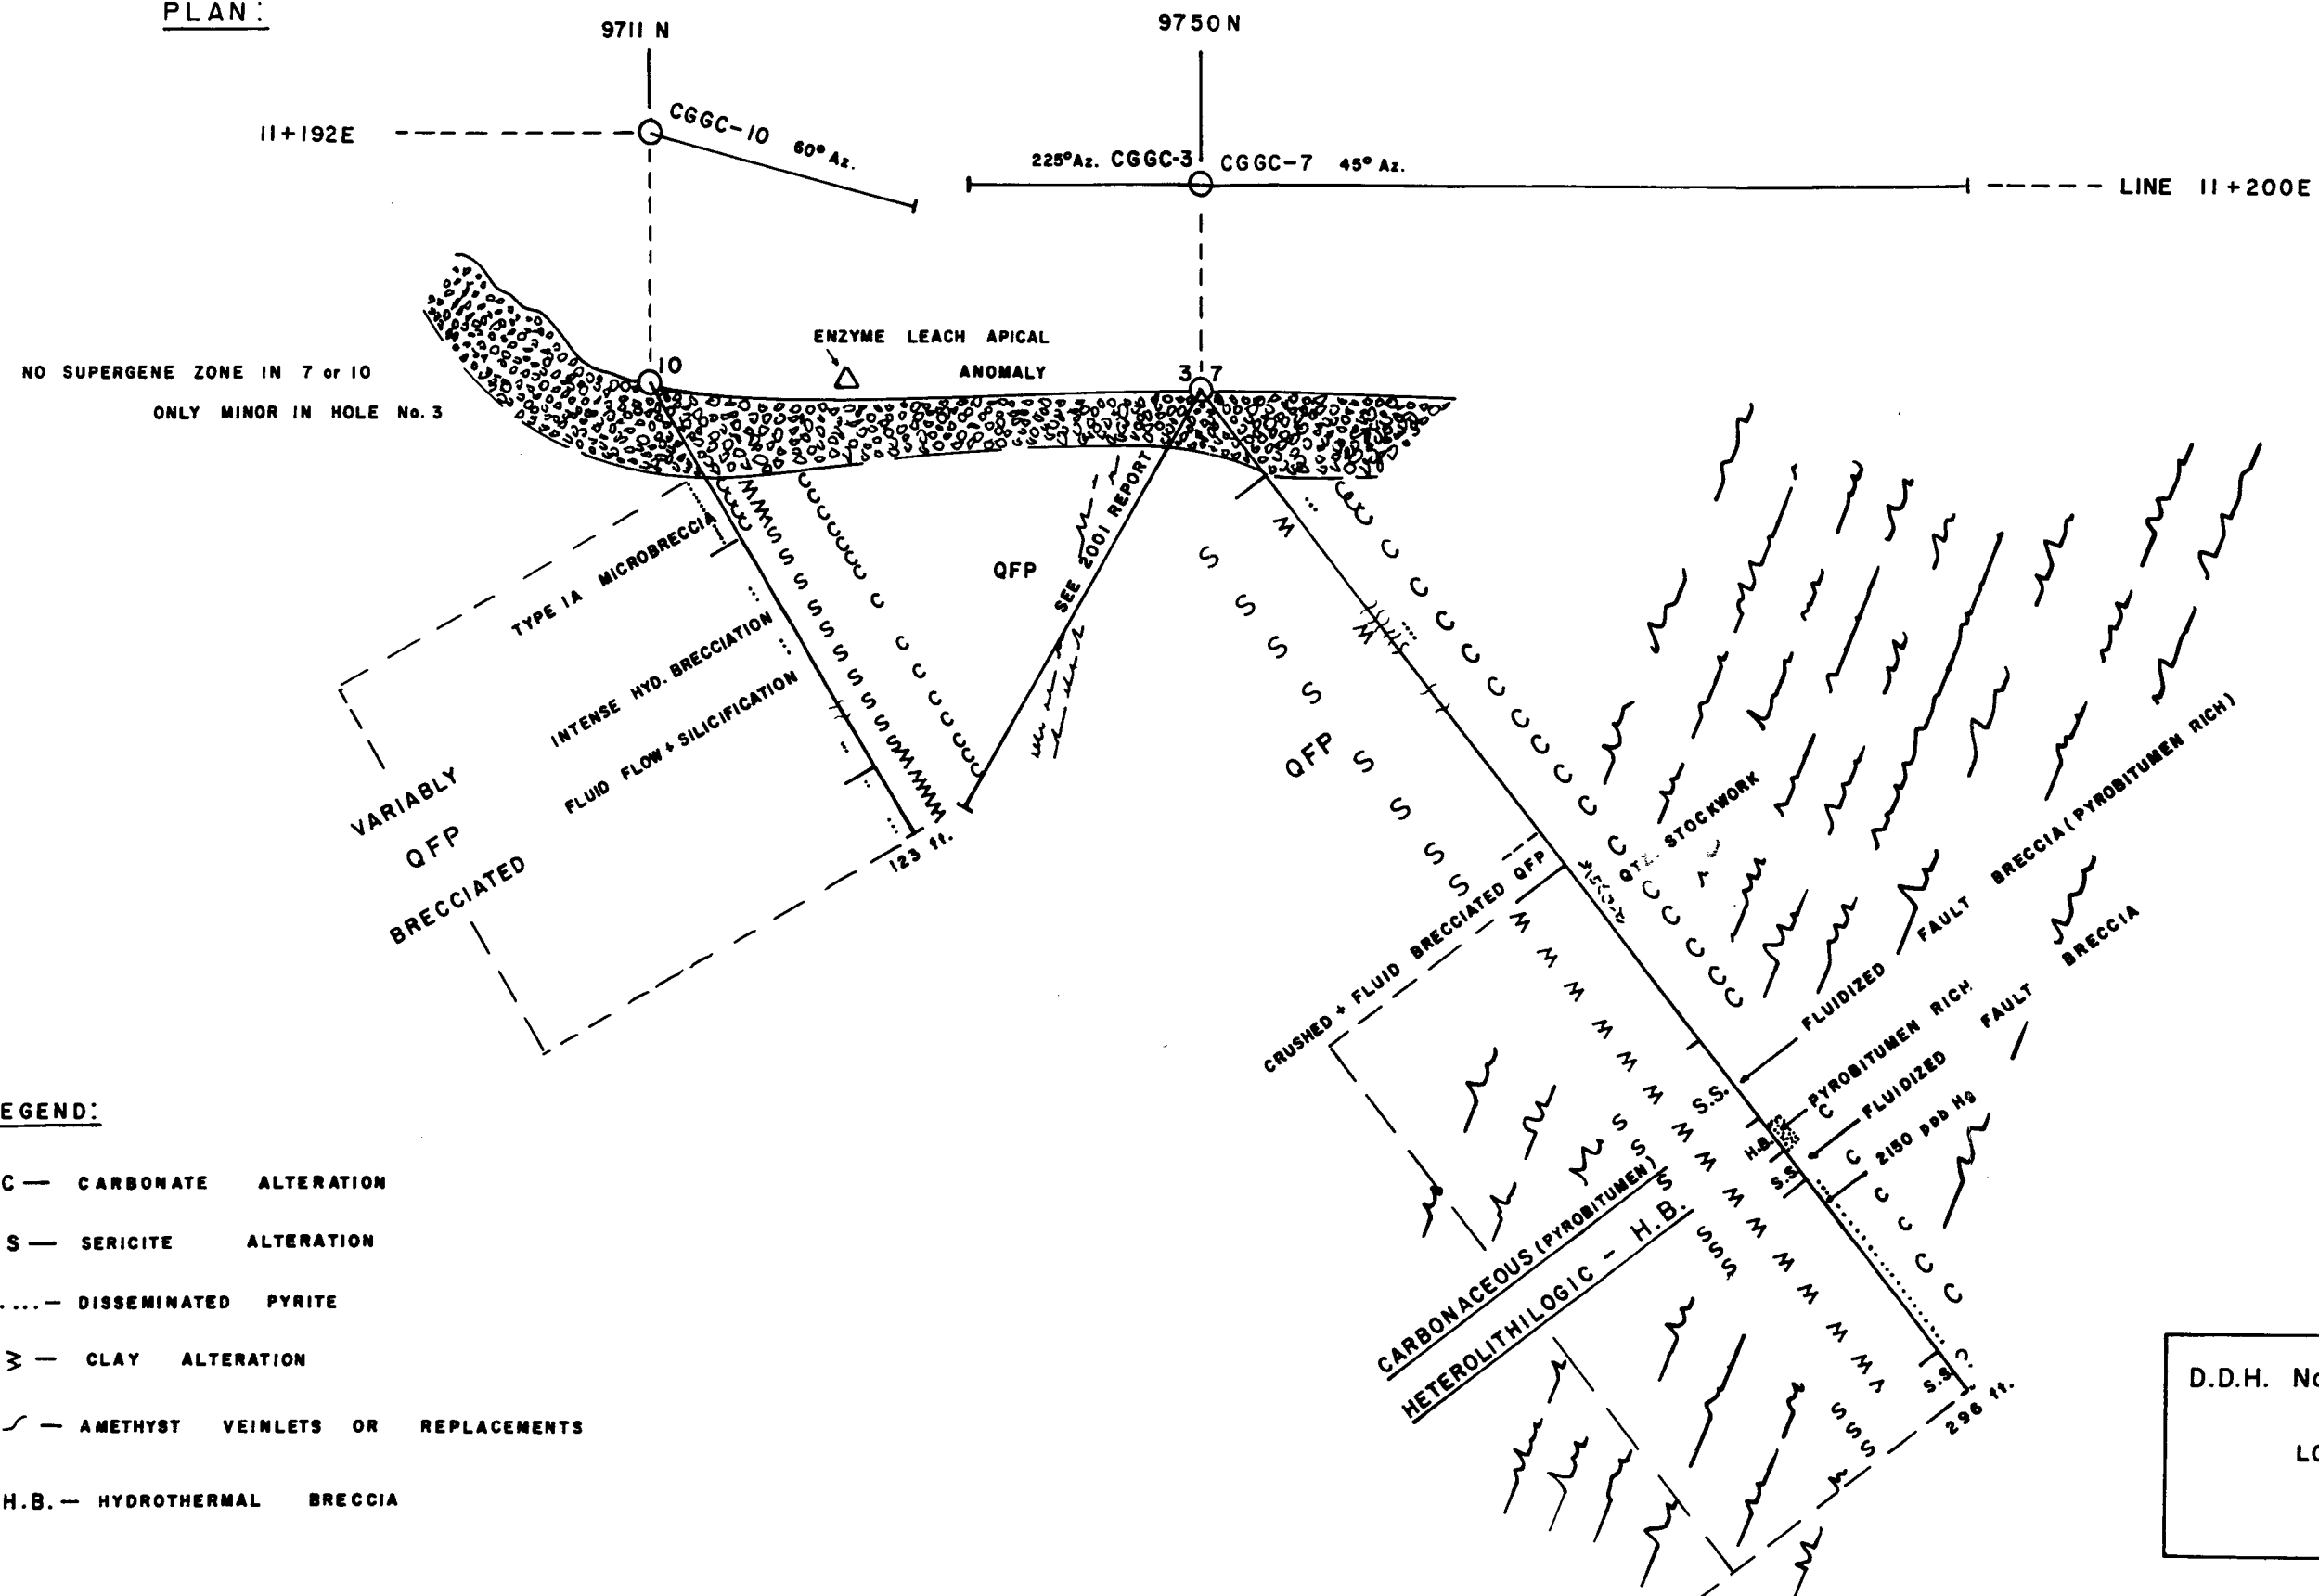 PLAN:
9711 N
9750 N
11+192E
CGGC-10 60° Az.
225° Az. CGGC-3
CGGC-7 45° Az.
LINE 11+200E
ENZYME LEACH APICAL
ANOMALY
NO SUPERGENE ZONE IN 7 or 10
ONLY MINOR IN HOLE No. 3
10
3 7
TYPE IA MICROBRECCIA
INTENSE HYD. BRECCIATION
FLUID FLOW + SILICIFICATION
VARIABLY
QFP
BRECCIATED
123 ft.
QFP
SEE 2001 REPORT
QFP
CRUSHED + FLUID BRECCIATED QFP
QTZ. STOCKWORK
FLUIDIZED FAULT BRECCIA (PYROBITUMEN RICH)
PYROBITUMEN RICH
FLUIDIZED FAULT BRECCIA
2150 ppb Hg
S.S.
H.B.
S.S.
CARBONACEOUS (PYROBITUMEN)
HETEROLITHILOGIC - H.B.
S.S.
296 ft.
EGEND:
C — CARBONATE ALTERATION
S — SERICITE ALTERATION
....— DISSEMINATED PYRITE
— CLAY ALTERATION
— AMETHYST VEINLETS OR REPLACEMENTS
H.B. — HYDROTHERMAL BRECCIA
D.D.H. No
LO